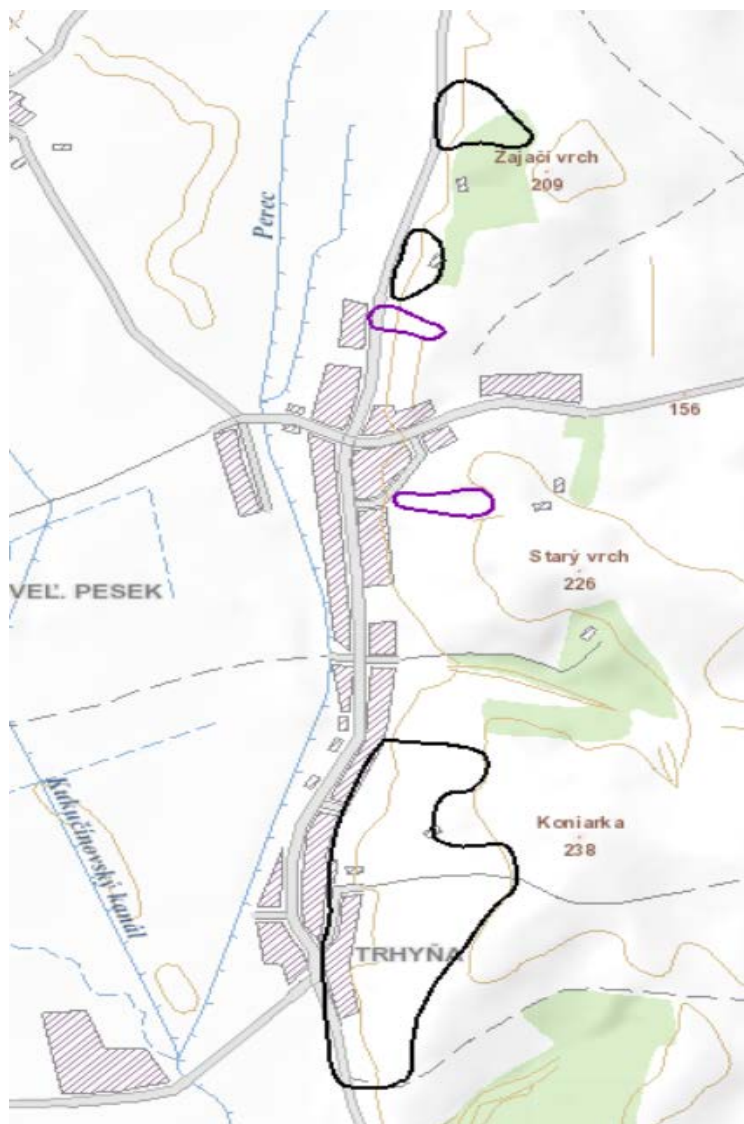 Perec
Zajačí vrch
209
156
Starý vrch
226
VEĽ. PESEK
Kukučínovský kanál
Koniarka
238
TRHYŇA